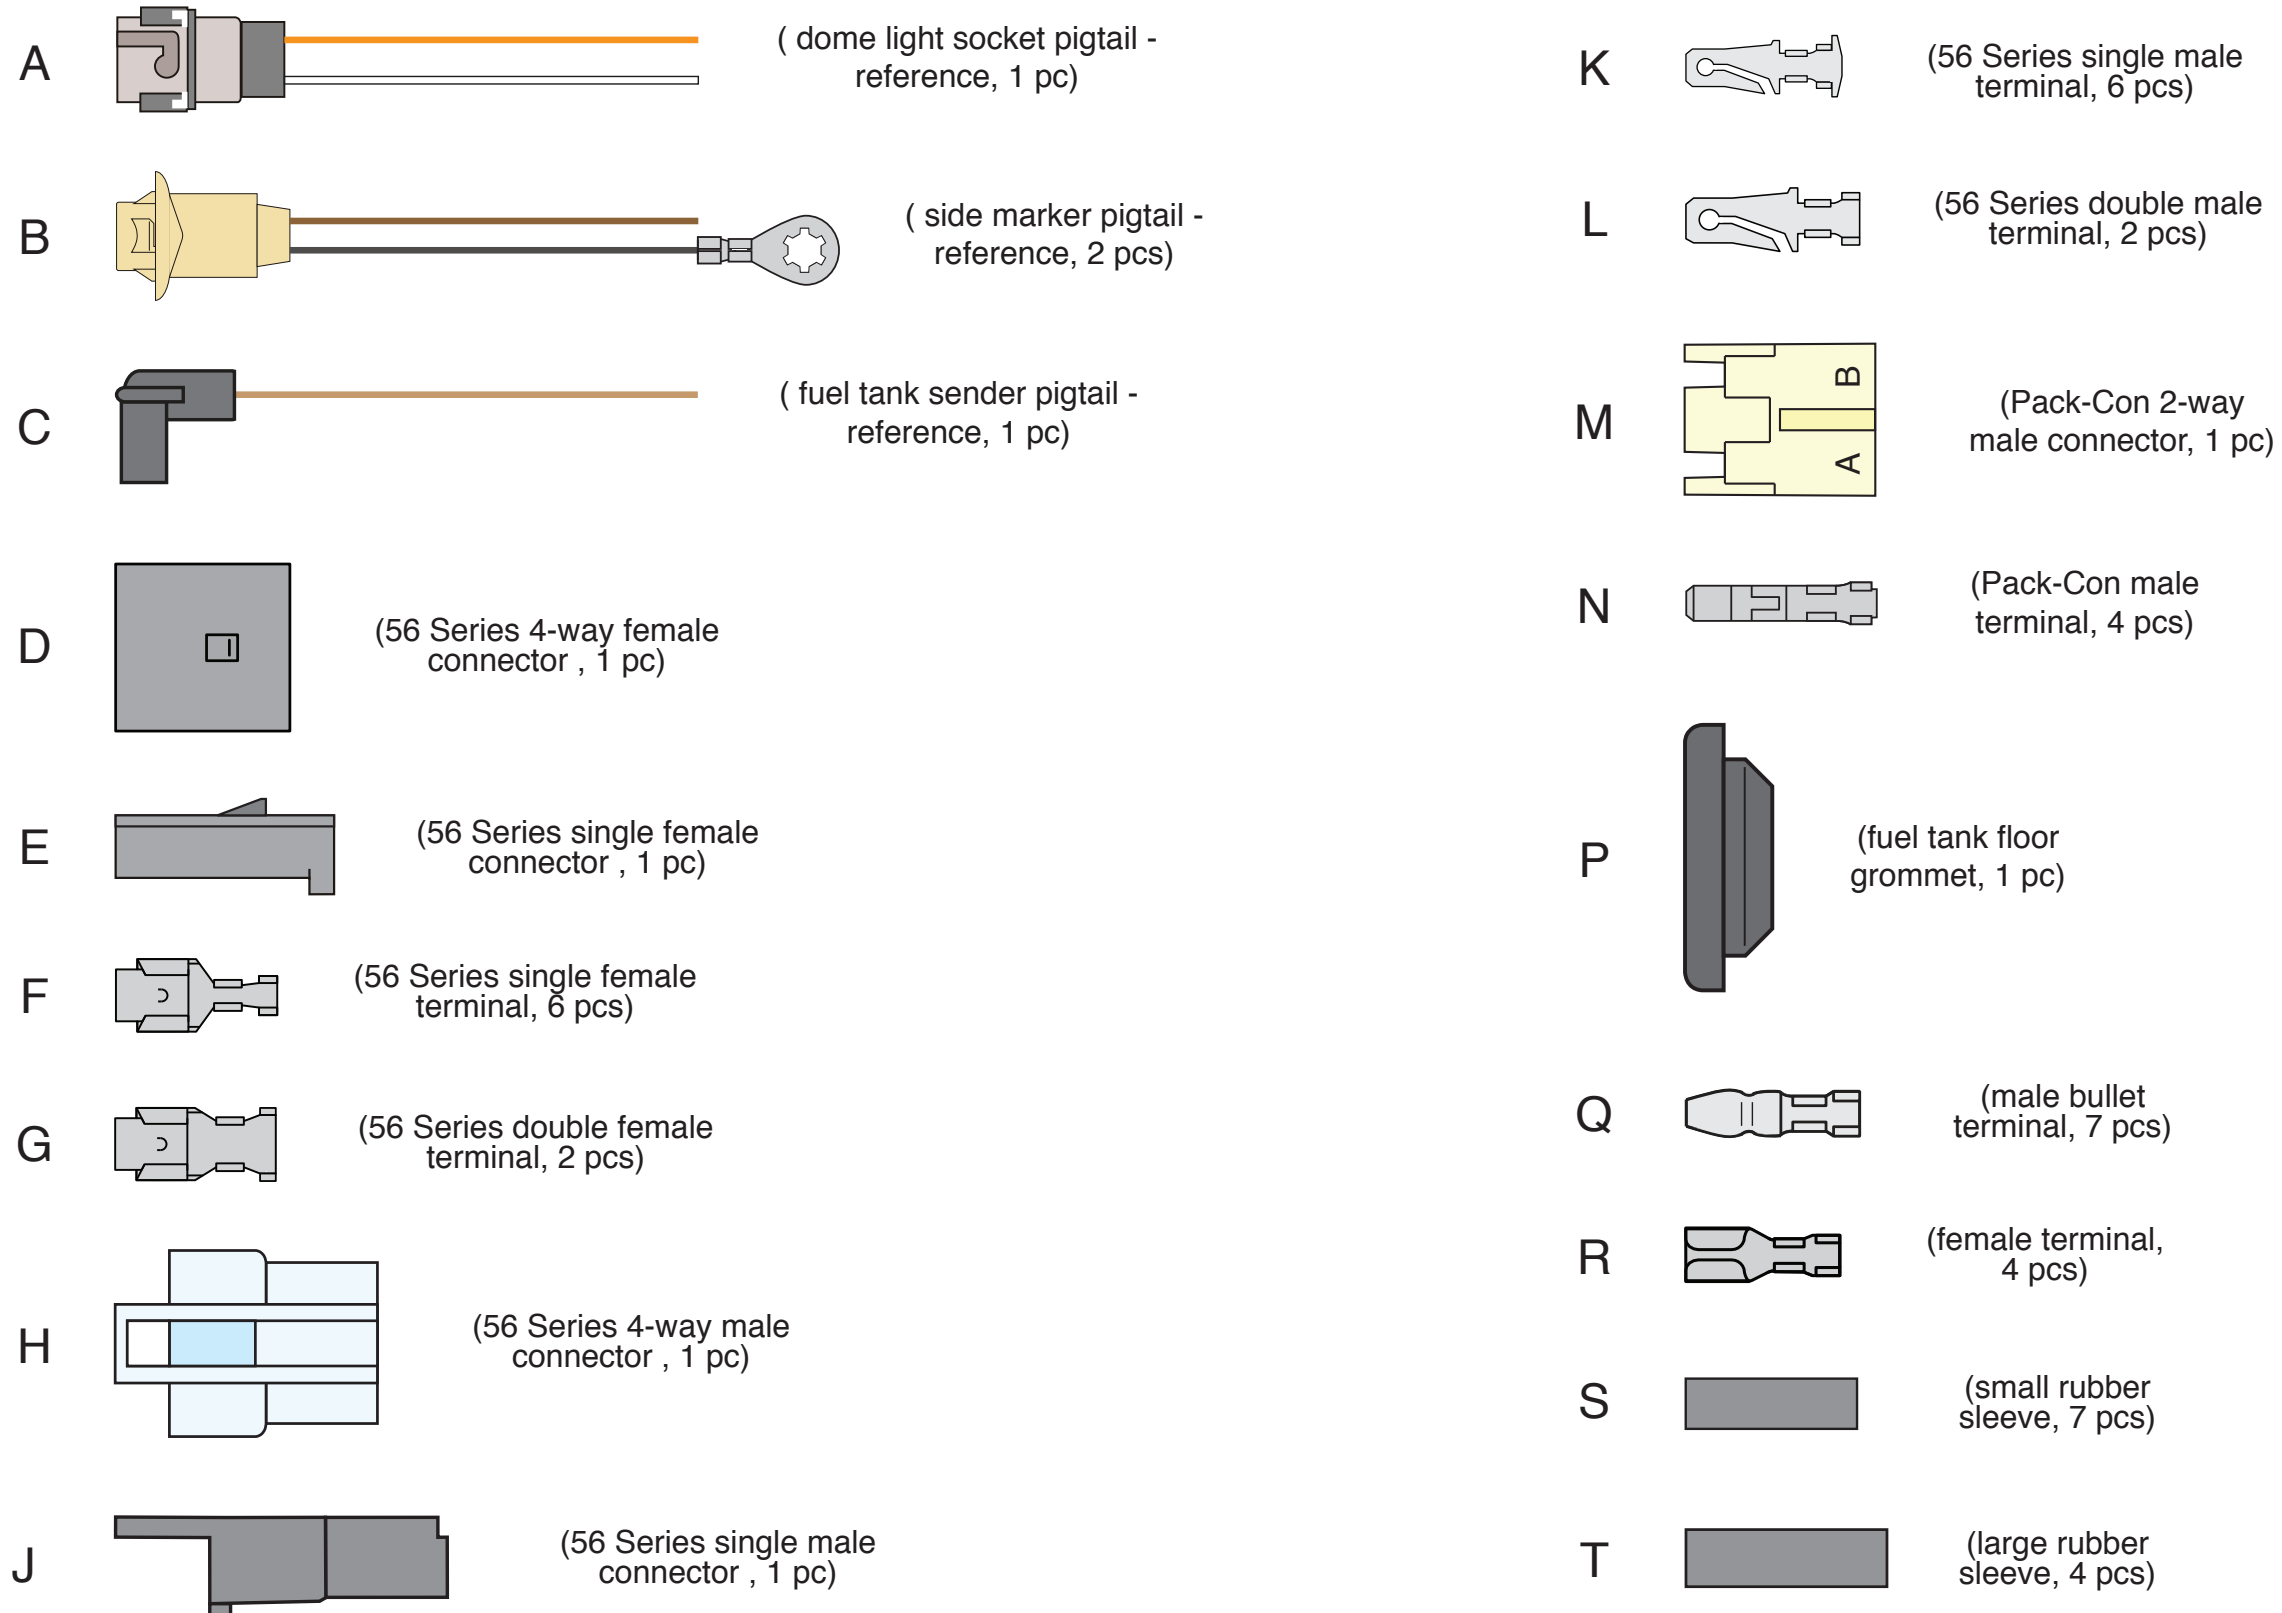 A
( dome light socket pigtail -
reference, 1 pc)
B
( side marker pigtail -
reference, 2 pcs)
C
( fuel tank sender pigtail -
reference, 1 pc)
D
(56 Series 4-way female
connector , 1 pc)
E
(56 Series single female
connector , 1 pc)
F
(56 Series single female
terminal, 6 pcs)
G
(56 Series double female
terminal, 2 pcs)
H
(56 Series 4-way male
connector , 1 pc)
J
(56 Series single male
connector , 1 pc)
K
(56 Series single male
terminal, 6 pcs)
L
(56 Series double male
terminal, 2 pcs)
M
B
A
(Pack-Con 2-way
male connector, 1 pc)
N
(Pack-Con male
terminal, 4 pcs)
P
(fuel tank floor
grommet, 1 pc)
Q
(male bullet
terminal, 7 pcs)
R
(female terminal,
4 pcs)
S
(small rubber
sleeve, 7 pcs)
T
(large rubber
sleeve, 4 pcs)